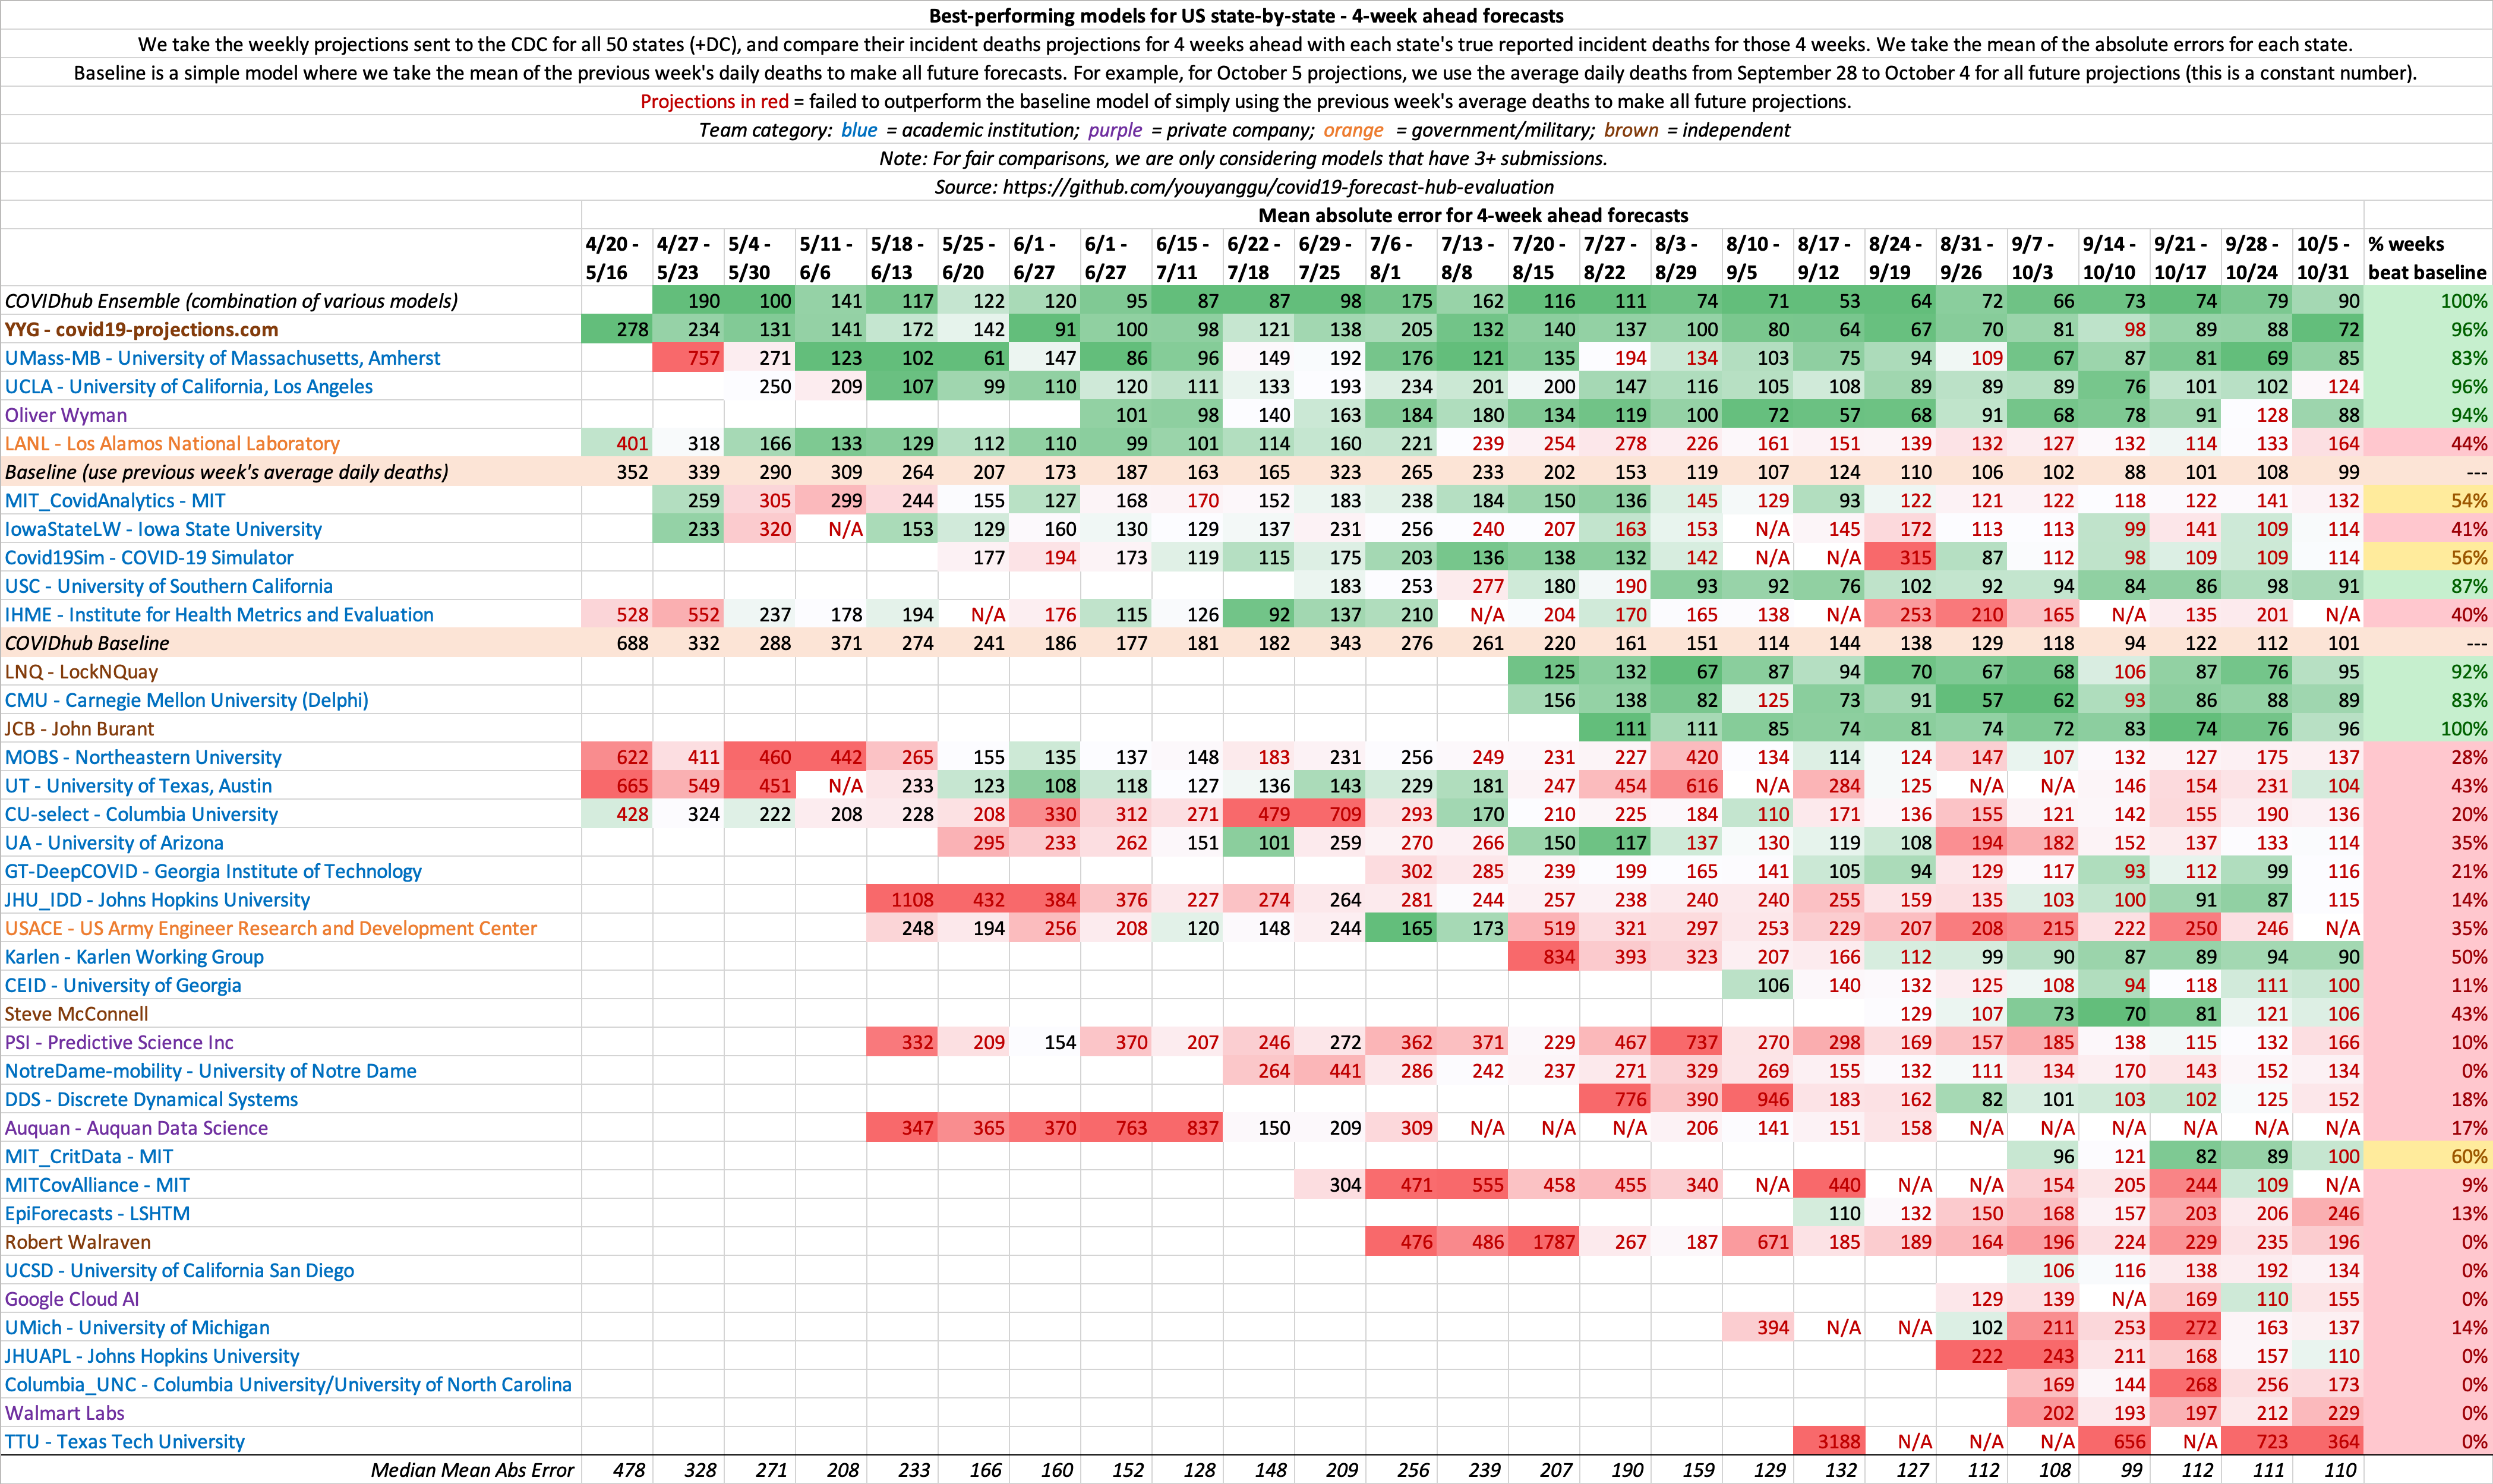 Best-performing models for US state-by-state - 4-week ahead forecasts
We take the weekly projections sent to the CDC for all 50 states (+DC), and compare their incident deaths projections for 4 weeks ahead with each state's true reported incident deaths for those 4 weeks. We take the mean of the absolute errors for each state.
Baseline is a simple model where we take the mean of the previous week's daily deaths to make all future forecasts. For example, for October 5 projections, we use the average daily deaths from September 28 to October 4 for all future projections (this is a constant number).
Projections in red = failed to outperform the baseline model of simply using the previous week's average deaths to make all future projections.
Team category: blue = academic institution; purple = private company; orange = government/military; brown = independent
Note: For fair comparisons, we are only considering models that have 3+ submissions.
Source: https://github.com/youyanggu/covid19-forecast-hub-evaluation
Mean absolute error for 4-week ahead forecasts
4/20 - 4/27 - 5/4 - 5/11 - 5/18 - 5/25 - 6/1 - 6/1 - 6/15 - 6/22 - 6/29 - 7/6 - 7/13 - 7/20 - 7/27 - 8/3 - 8/10 - 8/17 - 8/24 - 8/31 - 9/7 - 9/14 - 9/21 - 9/28 - 10/5 - % weeks
5/16 5/23 5/30 6/6 6/13 6/20 6/27 6/27 7/11 7/18 7/25 8/1 8/8 8/15 8/22 8/29 9/5 9/12 9/19 9/26 10/3 10/10 10/17 10/24 10/31 beat baseline
COVIDhub Ensemble (combination of various models) 190 100 141 117 122 120 95 87 87 98 175 162 116 111 74 71 53 64 72 66 73 74 79 90 100%
YYG - covid19-projections.com 278 234 131 141 172 142 91 100 98 121 138 205 132 140 137 100 80 64 67 70 81 98 89 88 72 96%
UMass-MB - University of Massachusetts, Amherst 757 271 123 102 61 147 86 96 149 192 176 121 135 194 134 103 75 94 109 67 87 81 69 85 83%
UCLA - University of California, Los Angeles 250 209 107 99 110 120 111 133 193 234 201 200 147 116 105 108 89 89 89 76 101 102 124 96%
Oliver Wyman 101 98 140 163 184 180 134 119 100 72 57 68 91 68 78 91 128 88 94%
LANL - Los Alamos National Laboratory 401 318 166 133 129 112 110 99 101 114 160 221 239 254 278 226 161 151 139 132 127 132 114 133 164 44%
Baseline (use previous week's average daily deaths) 352 339 290 309 264 207 173 187 163 165 323 265 233 202 153 119 107 124 110 106 102 88 101 108 99 ---
MIT_CovidAnalytics - MIT 259 305 299 244 155 127 168 170 152 183 238 184 150 136 145 129 93 122 121 122 118 122 141 132 54%
IowaStateLW - Iowa State University 233 320 N/A 153 129 160 130 129 137 231 256 240 207 163 153 N/A 145 172 113 113 99 141 109 114 41%
Covid19Sim - COVID-19 Simulator 177 194 173 119 115 175 203 136 138 132 142 N/A N/A 315 87 112 98 109 109 114 56%
USC - University of Southern California 183 253 277 180 190 93 92 76 102 92 94 84 86 98 91 87%
IHME - Institute for Health Metrics and Evaluation 528 552 237 178 194 N/A 176 115 126 92 137 210 N/A 204 170 165 138 N/A 253 210 165 N/A 135 201 N/A 40%
COVIDhub Baseline 688 332 288 371 274 241 186 177 181 182 343 276 261 220 161 151 114 144 138 129 118 94 122 112 101 ---
LNQ - LockNQuay 125 132 67 87 94 70 67 68 106 87 76 95 92%
CMU - Carnegie Mellon University (Delphi) 156 138 82 125 73 91 57 62 93 86 88 89 83%
JCB - John Burant 111 111 85 74 81 74 72 83 74 76 96 100%
MOBS - Northeastern University 622 411 460 442 265 155 135 137 148 183 231 256 249 231 227 420 134 114 124 147 107 132 127 175 137 28%
UT - University of Texas, Austin 665 549 451 N/A 233 123 108 118 127 136 143 229 181 247 454 616 N/A 284 125 N/A N/A 146 154 231 104 43%
CU-select - Columbia University 428 324 222 208 228 208 330 312 271 479 709 293 170 210 225 184 110 171 136 155 121 142 155 190 136 20%
UA - University of Arizona 295 233 262 151 101 259 270 266 150 117 137 130 119 108 194 182 152 137 133 114 35%
GT-DeepCOVID - Georgia Institute of Technology 302 285 239 199 165 141 105 94 129 117 93 112 99 116 21%
JHU_IDD - Johns Hopkins University 1108 432 384 376 227 274 264 281 244 257 238 240 240 255 159 135 103 100 91 87 115 14%
USACE - US Army Engineer Research and Development Center 248 194 256 208 120 148 244 165 173 519 321 297 253 229 207 208 215 222 250 246 N/A 35%
Karlen - Karlen Working Group 834 393 323 207 166 112 99 90 87 89 94 90 50%
CEID - University of Georgia 106 140 132 125 108 94 118 111 100 11%
Steve McConnell 129 107 73 70 81 121 106 43%
PSI - Predictive Science Inc 332 209 154 370 207 246 272 362 371 229 467 737 270 298 169 157 185 138 115 132 166 10%
NotreDame-mobility - University of Notre Dame 264 441 286 242 237 271 329 269 155 132 111 134 170 143 152 134 0%
DDS - Discrete Dynamical Systems 776 390 946 183 162 82 101 103 102 125 152 18%
Auquan - Auquan Data Science 347 365 370 763 837 150 209 309 N/A N/A N/A 206 141 151 158 N/A N/A N/A N/A N/A N/A 17%
MIT_CritData - MIT 96 121 82 89 100 60%
MITCovAlliance - MIT 304 471 555 458 455 340 N/A 440 N/A N/A 154 205 244 109 N/A 9%
EpiForecasts - LSHTM 110 132 150 168 157 203 206 246 13%
Robert Walraven 476 486 1787 267 187 671 185 189 164 196 224 229 235 196 0%
UCSD - University of California San Diego 106 116 138 192 134 0%
Google Cloud AI 129 139 N/A 169 110 155 0%
UMich - University of Michigan 394 N/A N/A 102 211 253 272 163 137 14%
JHUAPL - Johns Hopkins University 222 243 211 168 157 110 0%
Columbia_UNC - Columbia University/University of North Carolina 169 144 268 256 173 0%
Walmart Labs 202 193 197 212 229 0%
TTU - Texas Tech University 3188 N/A N/A N/A 656 N/A 723 364 0%
Median Mean Abs Error 478 328 271 208 233 166 160 152 128 148 209 256 239 207 190 159 129 132 127 112 108 99 112 111 110